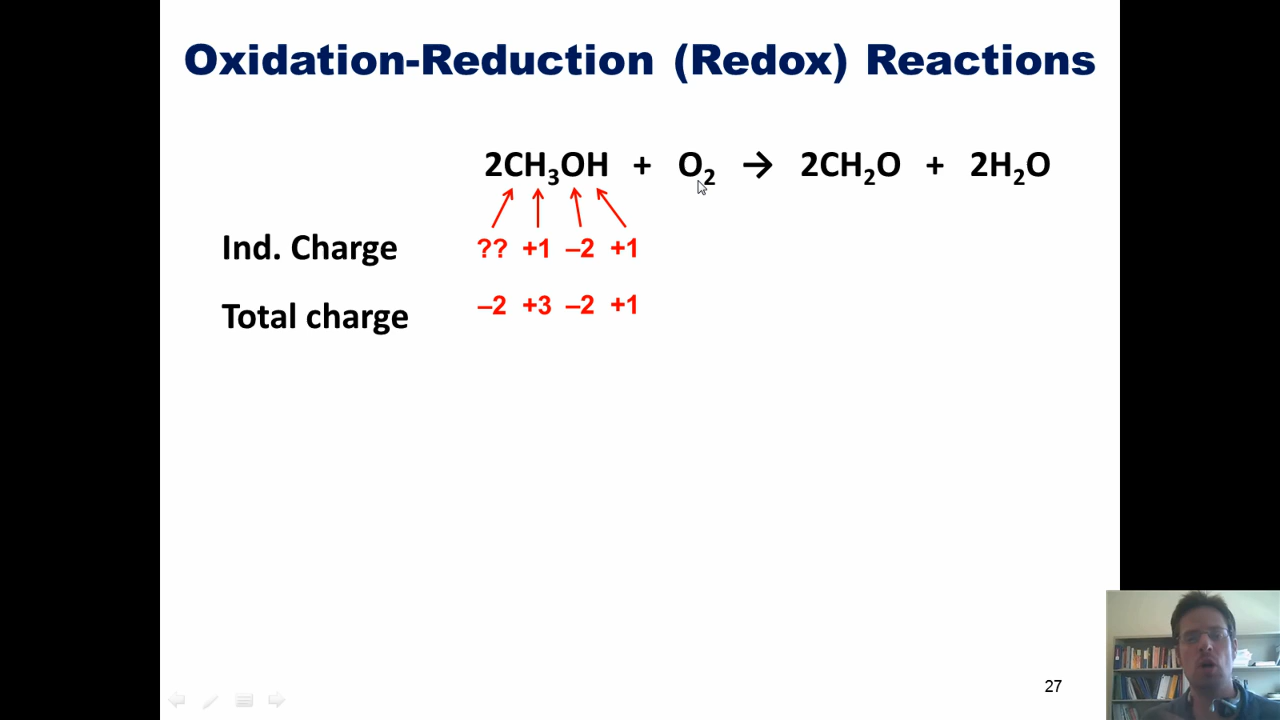 Oxidation-Reduction (Redox) Reactions
2CH₃OH + O₂ → 2CH₂O + 2H₂O
Ind. Charge ?? +1 –2 +1
Total charge –2 +3 –2 +1
27